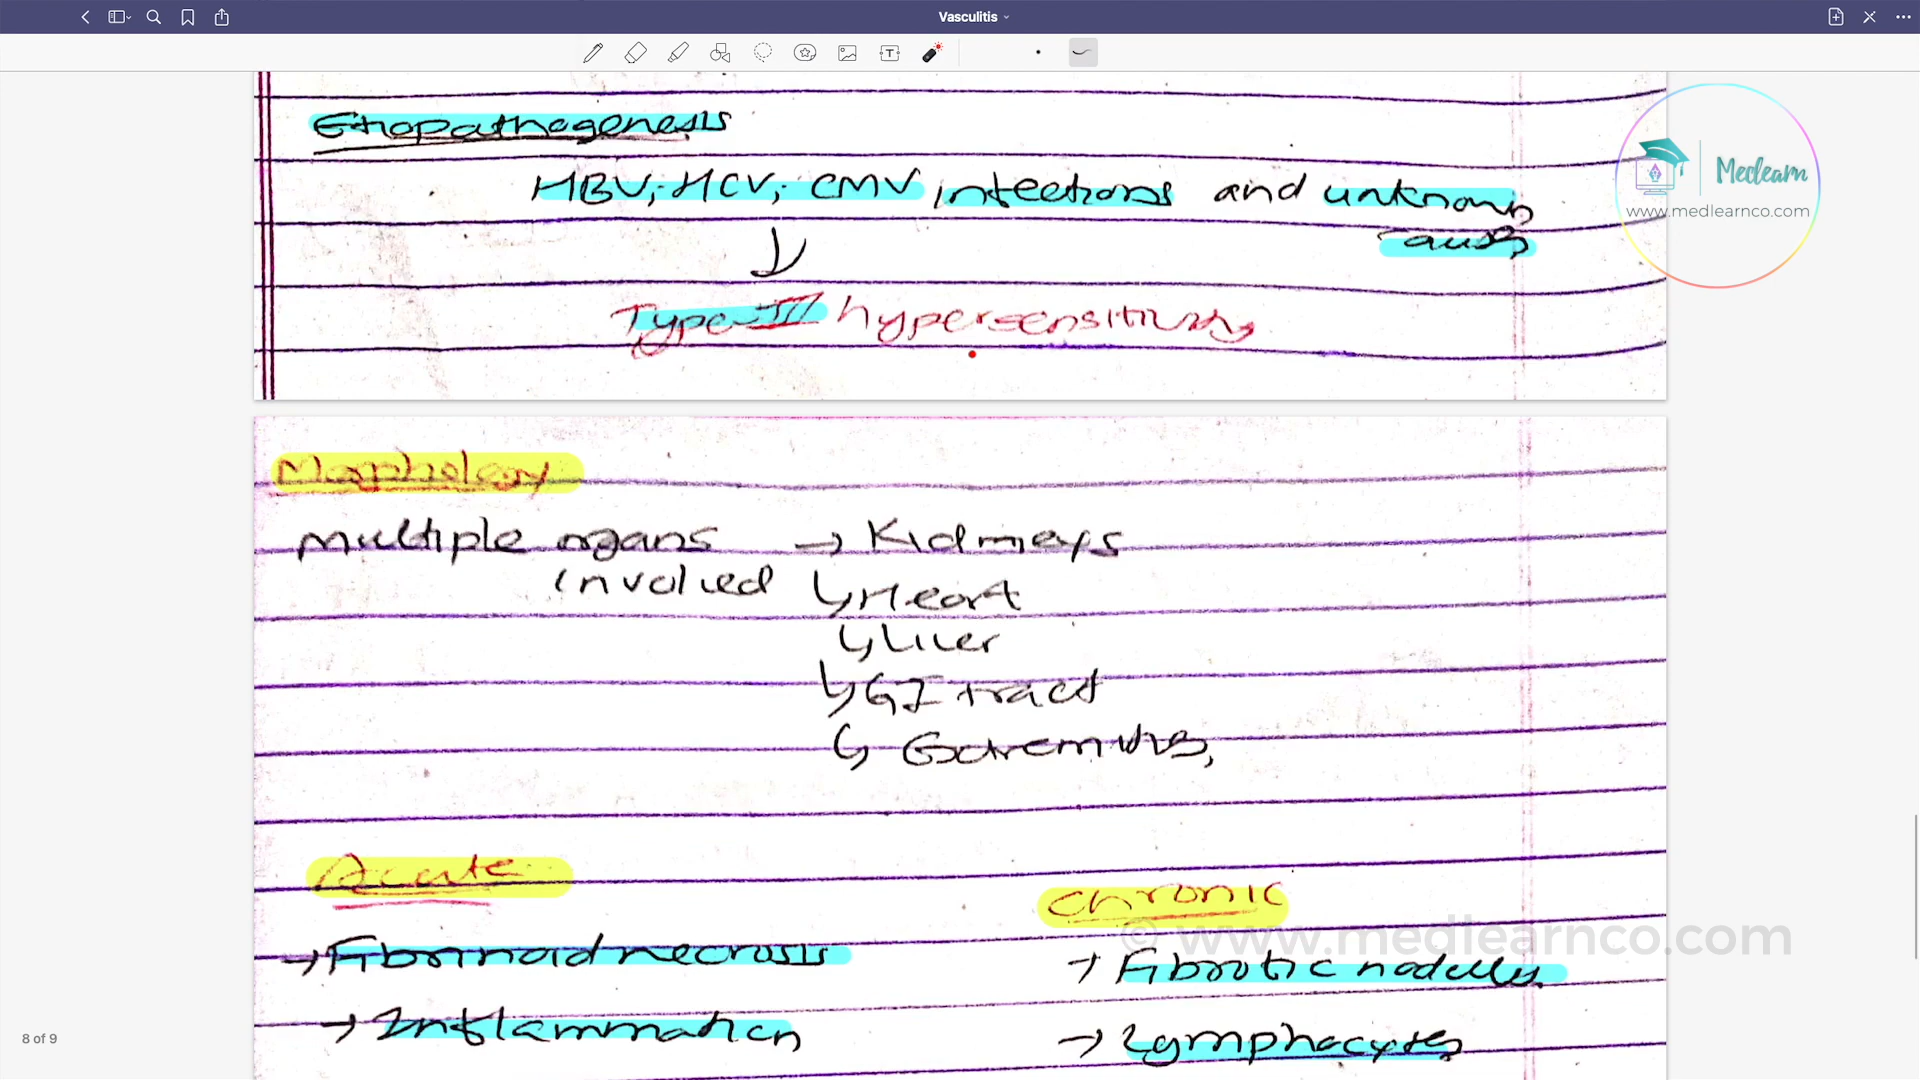 Vasculitis
Etiopathogenesis
HBV, HCV, CMV infections and unknown
causes
Type-III hypersensitivity
Medlearn
www.medlearnco.com
Morphology
Multiple organs → Kidneys
involved ↳ Heart
↳ Liver
↳ GI tract
↳ Extremities,
Acute
Chronic
© www.medlearnco.com
→ Fibrinoid necrosis
→ Fibrotic nodules.
→ Inflammation
→ Lymphocytes
8 of 9